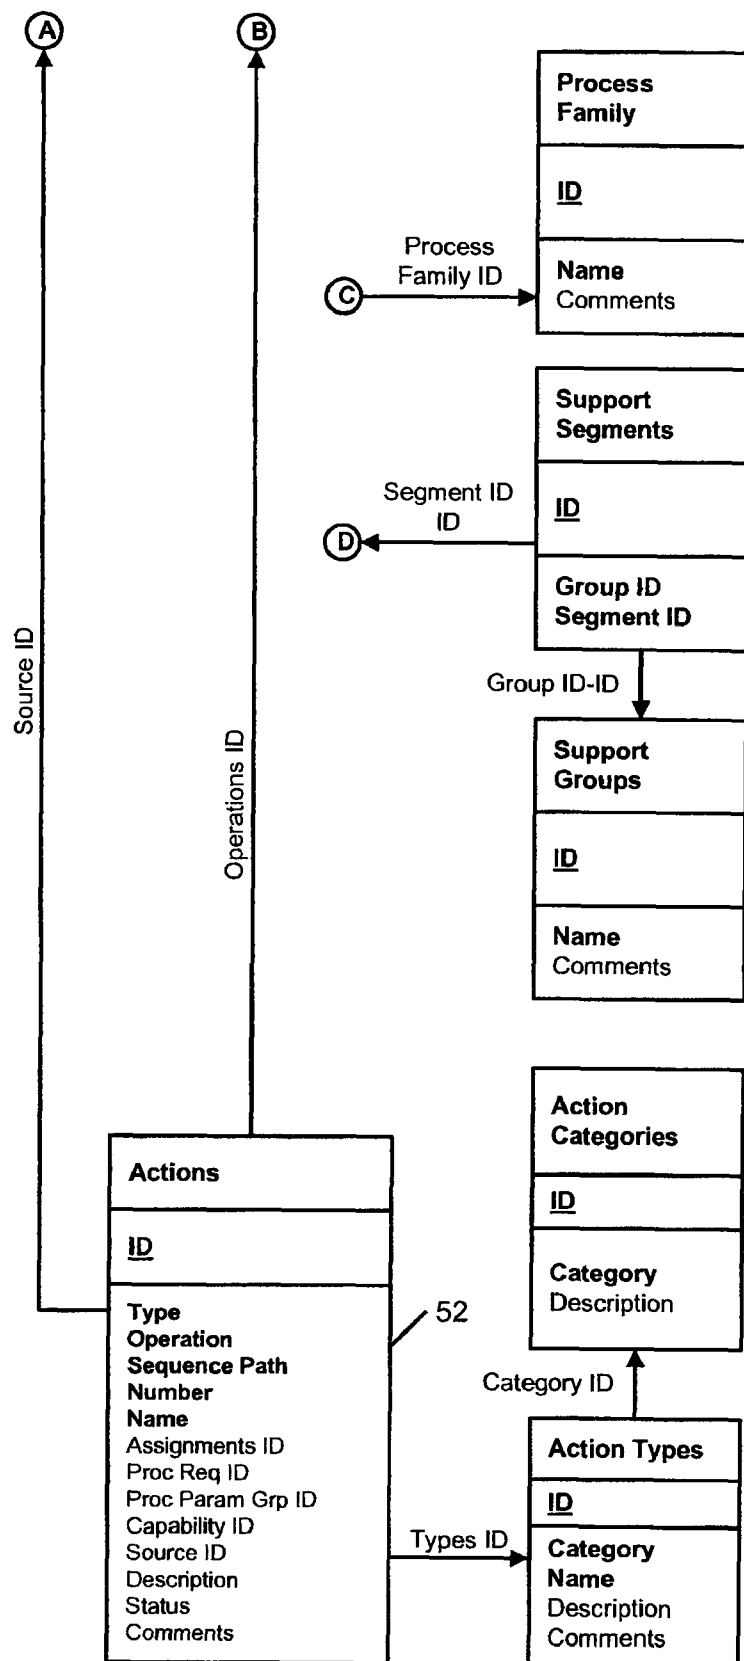 A
B
Process
Family
ID
Name
Comments
Process
Family ID
C
Support
Segments
ID
Group ID
Segment ID
Segment ID
ID
D
Group ID-ID
Support
Groups
ID
Name
Comments
Source ID
Operations ID
Action
Categories
ID
Category
Description
Category ID
Actions
ID
Type
Operation
Sequence Path
Number
Name
Assignments ID
Proc Req ID
Proc Param Grp ID
Capability ID
Source ID
Description
Status
Comments
52
Types ID
Action Types
ID
Category
Name
Description
Comments